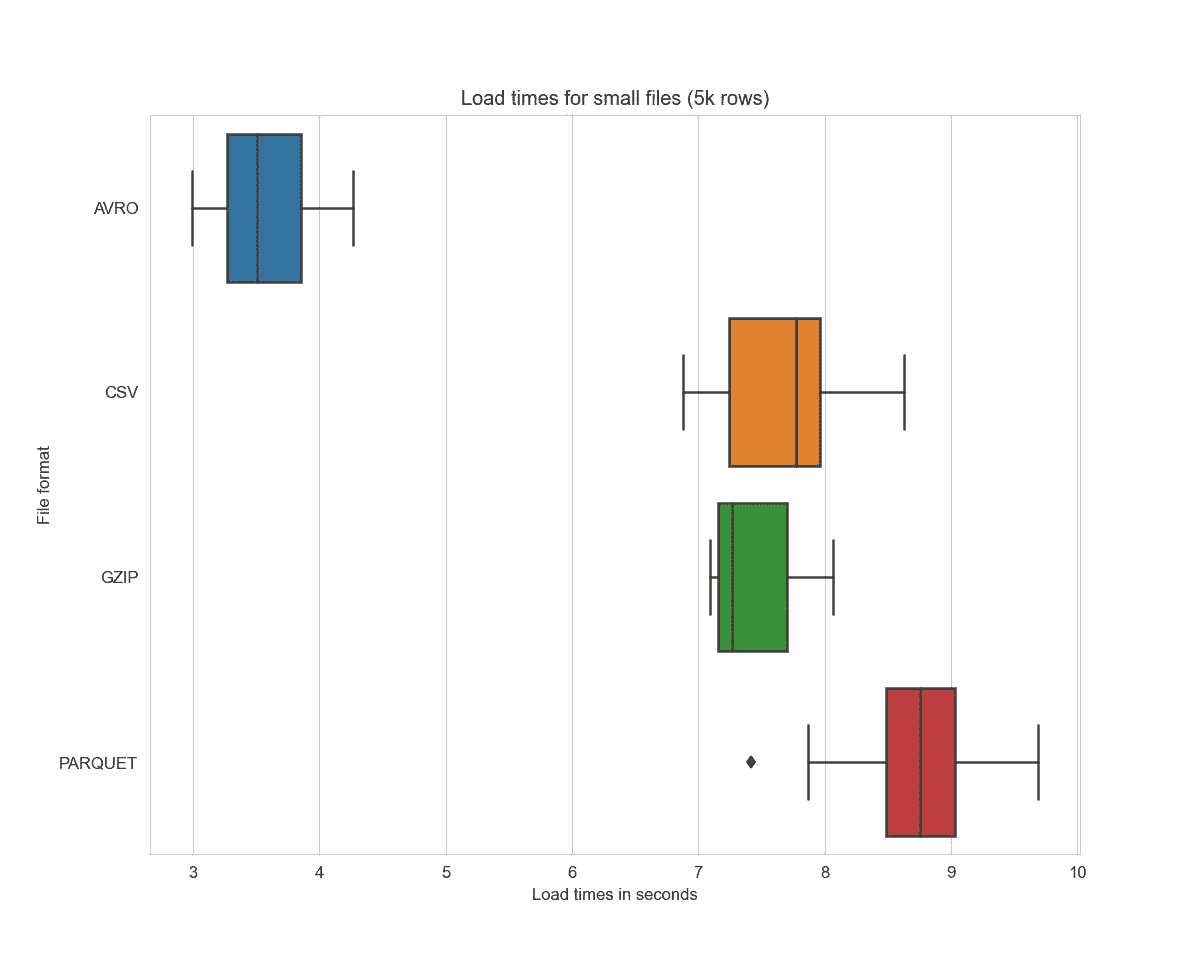 Load times for small files (5k rows)
AVRO
CSV
GZIP
PARQUET
File format
3 4 5 6 7 8 9 10
Load times in seconds